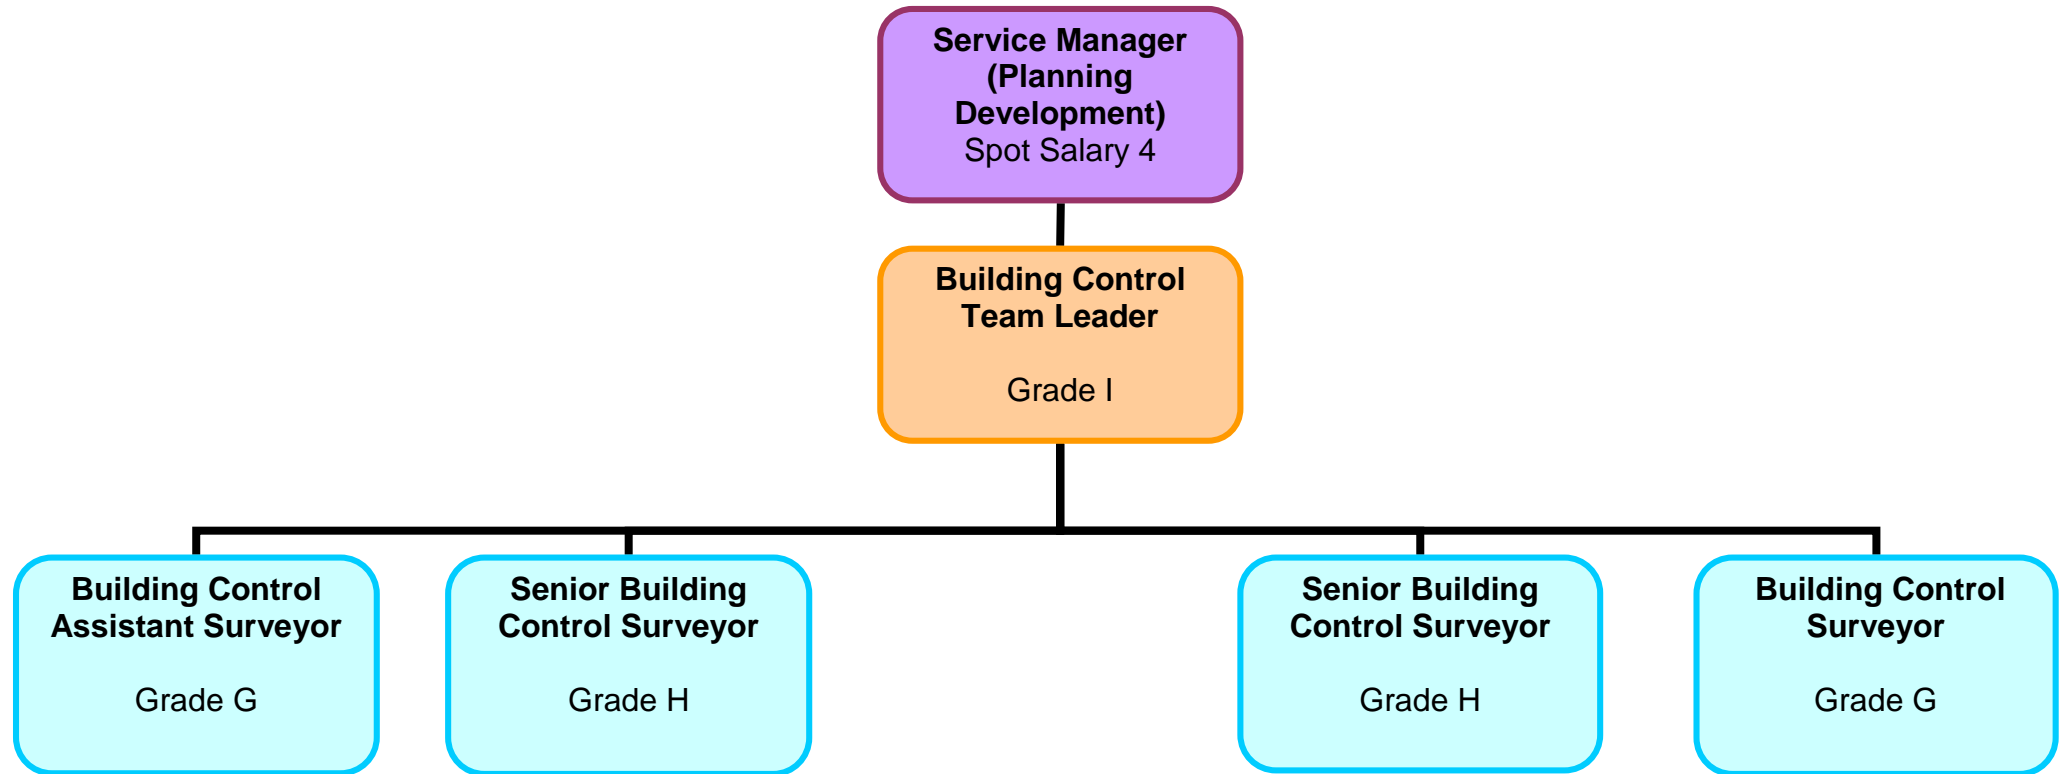 Service Manager
(Planning
Development)
Spot Salary 4
Building Control
Team Leader
Grade I
Building Control
Assistant Surveyor
Grade G
Senior Building
Control Surveyor
Grade H
Senior Building
Control Surveyor
Grade H
Building Control
Surveyor
Grade G